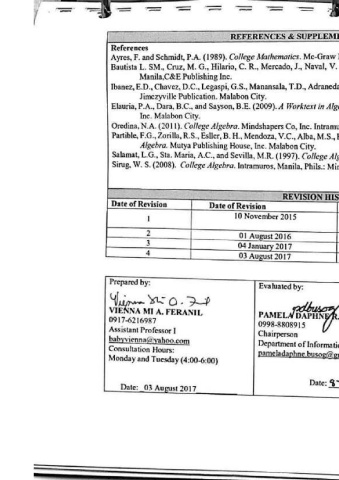 REFERENCES & SUPPLEM
References
Ayres, F. and Schmidt, P.A. (1989). College Mathematics. Mc-Graw
Bautista L. SM., Cruz, M. G., Hilario, C. R., Mercado, J., Naval, V.
Manila,C&E Publishing Inc.
Ibanez, E.D., Chavez, D.C., Legaspi, G.S., Manansala, T.D., Adraneda
Jimczyville Publication. Malabon City.
Elauria, P.A., Dara, B.C., and Sayson, B.E. (2009). A Worktext in Alge
Inc. Malabon City.
Oredina, N.A. (2011). College Algebra. Mindshapers Co, Inc. Intramu
Partible, F.G., Zorilla, R.S., Esller, B. H., Mendoza, V.C., Alba, M.S.,
Algebra. Mutya Publishing House, Inc. Malabon City.
Salamat, L.G., Sta. Maria, A.C., and Sevilla, M.R. (1997). College Alg
Sirug, W. S. (2008). College Algebra. Intramuros, Manila, Phils.: Min
REVISION HIS
Date of Revision Date of Revision
1 10 November 2015
2 01 August 2016
3 04 January 2017
4 03 August 2017
Prepared by:
VIENNA MI A. FERANIL
0917-6216987
Assistant Professor I
babyvienna@yahoo.com
Consultation Hours:
Monday and Tuesday (4:00-6:00)
Date: 03 August 2017
Evaluated by:
PAMELA DAPHNE R.
0998-8808915
Chairperson
Department of Informati
pameladaphne.busog@g
Date: